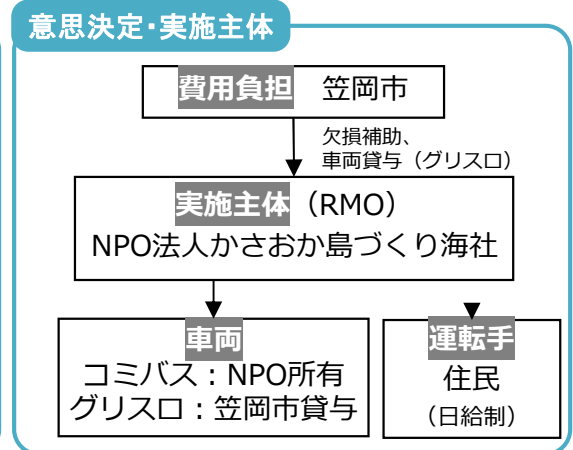 意思決定・実施主体
費用負担 笠岡市
欠損補助、
車両貸与（グリスロ）
実施主体（RMO）
NPO法人かさおか島づくり海社
車両
コミバス：NPO所有
グリスロ：笠岡市貸与
運転手
住民
（日給制）